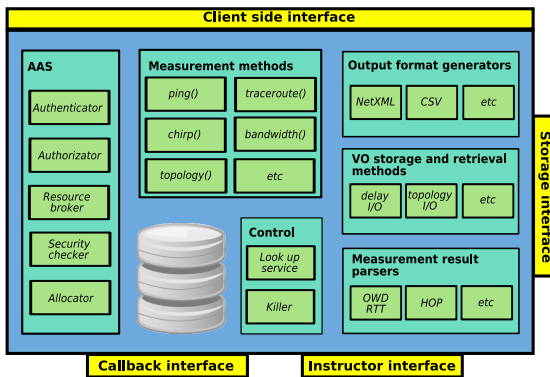 Client side interface
AAS
Authenticator
Authorizator
Resource
broker
Security
checker
Allocator
Measurement methods
ping()
traceroute()
chirp()
bandwidth()
topology()
etc
Control
Look up
service
Killer
Output format generators
NetXML
CSV
etc
VO storage and retrieval
methods
delay
I/O
topology
I/O
etc
Measurement result
parsers
OWD
RTT
HOP
etc
Storage interface
Callback interface
Instructor interface